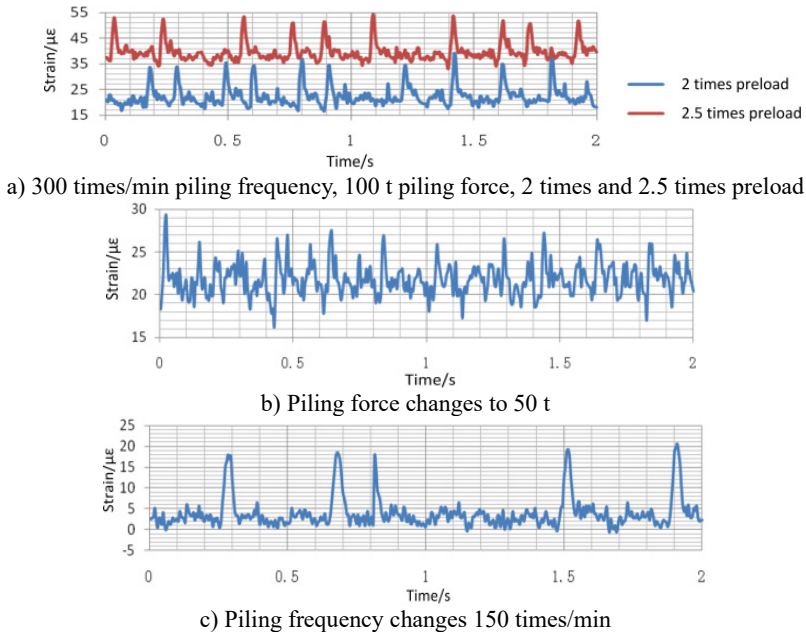 55
45
35
25
15
Strain/με
0
0.5
1
1.5
2
Time/s
2 times preload
2.5 times preload
a) 300 times/min piling frequency, 100 t piling force, 2 times and 2.5 times preload
30
25
20
15
Strain/με
0
0.5
1
1.5
2
Time/s
b) Piling force changes to 50 t
25
20
15
10
5
0
-5
Strain/με
0
0.5
1
1.5
2
Time/s
c) Piling frequency changes 150 times/min